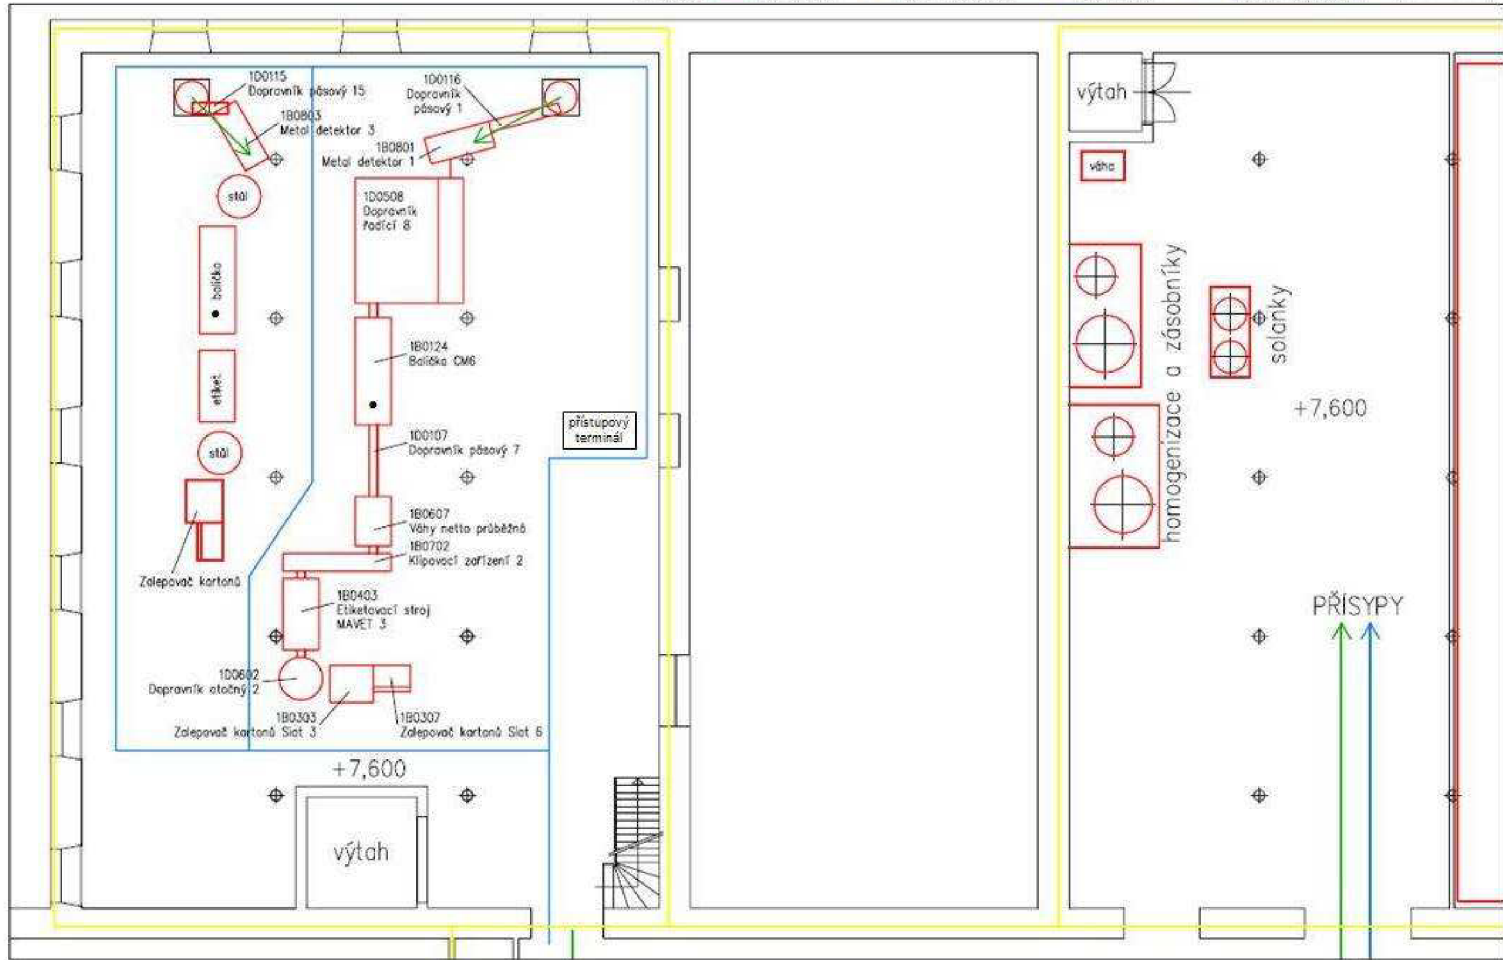 1D0115
Dopravník pásový 15
1B0803
Metal detektor 3
1D0116
Dopravník
pásový 1
1B0801
Metal detektor 1
stůl
1D0508
Dopravník
řadící 8
balička
1B0124
Balička CM6
etiket.
přístupový
terminál
1D0107
Dopravník pásový 7
stůl
1B0607
Váhy netto průběžná
1B0702
Klipovací zařízení 2
Zalepovač kartonů
1B0403
Etiketovací stroj
MAVET 3
1D0602
Dopravník otočný 2
1B0303
Zalepovač kartonů Siat 3
1B0307
Zalepovač kartonů Siat 6
+7,600
výtah
výtah
váha
homogenizace a zásobníky
solanky
+7,600
PŘÍSYPY